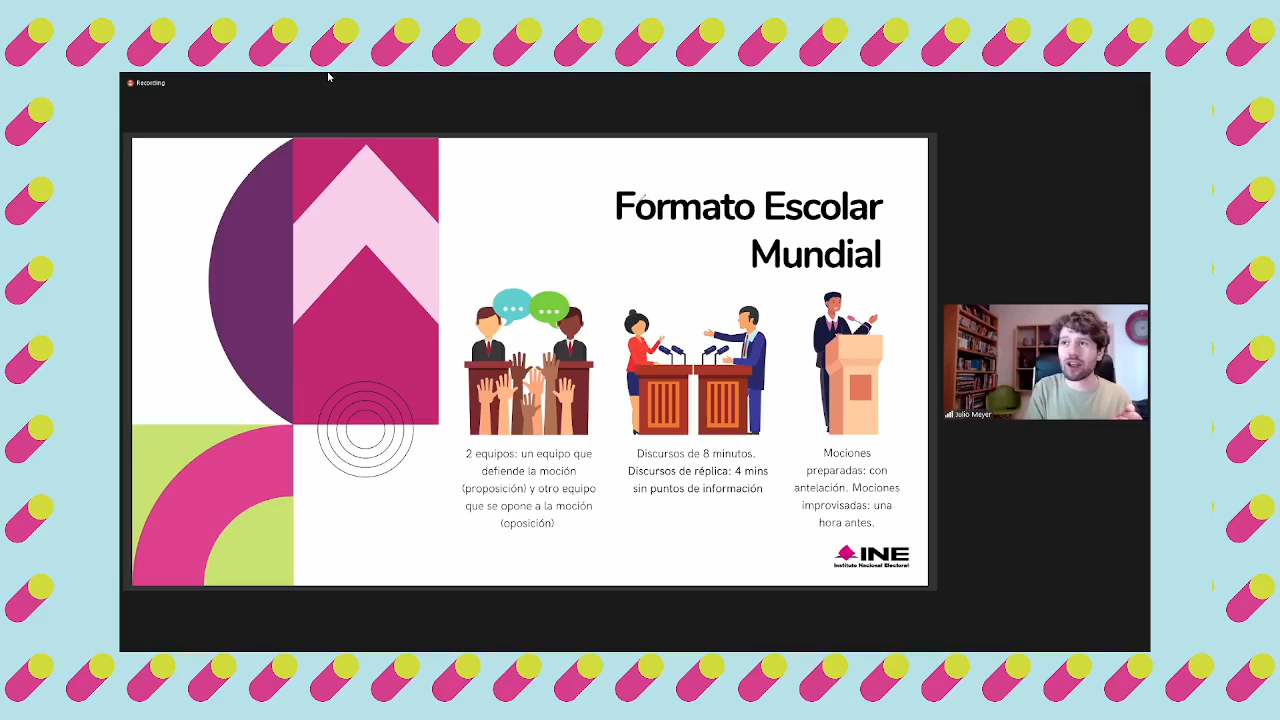 Recording
Formato Escolar
Mundial
2 equipos: un equipo que
defiende la moción
(proposición) y otro equipo
que se opone a la moción
(oposición)
Discursos de 8 minutos.
Discursos de réplica: 4 mins
sin puntos de información
Mociones
preparadas: con
antelación. Mociones
improvisadas: una
hora antes.
INE
Instituto Nacional Electoral
Julio Meyer